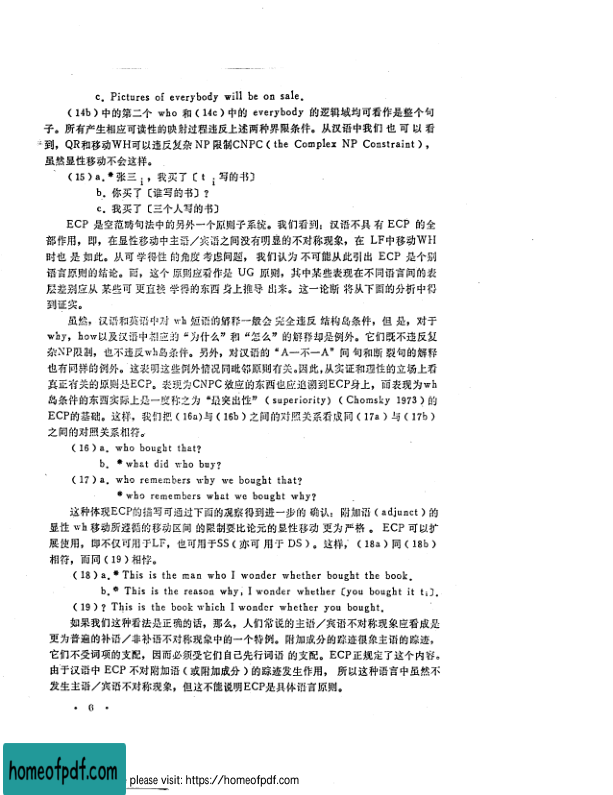 c. Pictures of everybody will be on sale.
(14b)中的第二个 who 和(14c)中的 everybody 的逻辑域均可看作是整个句
子。所有产生相应可读性的映射过程违反上述两种界限条件。从汉语中我们 也 可 以 看
到，QR和移动WH可以违反复杂 NP 限制CNPC(the Complex NP Constraint)，
虽然显性移动不会这样。
(15)a.*张三i，我买了〔t i写的书〕
b. 你买了〔谁写的书〕？
c. 我买了〔三个人写的书〕
ECP 是空范畴句法中的另外一个原则子系统。我们看到：汉语不具 有 ECP 的全
部作用，即，在显性移动中主语／宾语之间没有明显的不对称现象，在 LF中移动WH
时也 是 如此。从可 学得性 的角度 考虑问题，我们认为 不可能从此引出 ECP 是个别
语言原则的结论。而，这个 原则应看作是 UG 原则，其中某些表现在不同语言间的表
层差别应从 某些可 更直接 学得的东西 身上推导 出来。这一论断 将从下面的分析中得
到证实。
虽然，汉语和英语中对 wh 短语的解释一般会 完全违反 结构岛条件，但 是，对于
why，how以及汉语中相应的“为什么”和“怎么”的解释却是例外。它们既不违反复
杂NP限制，也不违反wh岛条件。另外，对汉语的“A—不—A”问 句和断 裂句的解释
也有同样的例外。这表明这些例外情况同毗邻原则有关。因此，从实证和理性的立场上看
真正有关的原则是ECP。表现为CNPC 效应的东西也应追溯到ECP身上，而表现为wh
岛条件的东西实际上是一度称之为“最突出性”(superiority)(Chomsky 1973)的
ECP的基础。这样，我们把(16a)与(16b)之间的对照关系看成同(17a)与(17b)
之间的对照关系相符。
(16)a. who bought that?
b. *what did who buy?
(17)a. who remembers why we bought that?
*who remembers what we bought why?
这种体现ECP的描写可通过下面的观察得到进一步的 确认：附加语(adjunct)的
显性 wh 移动所遵循的移动区间 的限制要比论元的显性移动 更为严格 。ECP 可以扩
展使用，即不仅可用于LF，也可用于SS(亦可 用于 DS)。这样，(18a)同(18b)
相符，而同(19)相悖。
(18)a.*This is the man who I wonder whether bought the book.
b.*This is the reason why, I wonder whether〔you bought it tᵢ〕.
(19)? This is the book which I wonder whether you bought.
如果我们这种看法是正确的话，那么，人们常说的主语／宾语不对称现象应看成是
更为普遍的补语／非补语不对称现象中的一个特例。附加成分的踪迹很象主语的踪迹，
它们不受词项的支配，因而必须受它们自己先行词语 的支配。ECP正规定了这个内容。
由于汉语中 ECP 不对附加语(或附加成分)的踪迹发生作用， 所以这种语言中虽然不
发生主语／宾语不对称现象，但这不能说明ECP是具体语言原则。
· 6 ·
homeofpdf.com
please visit: https://homeofpdf.com